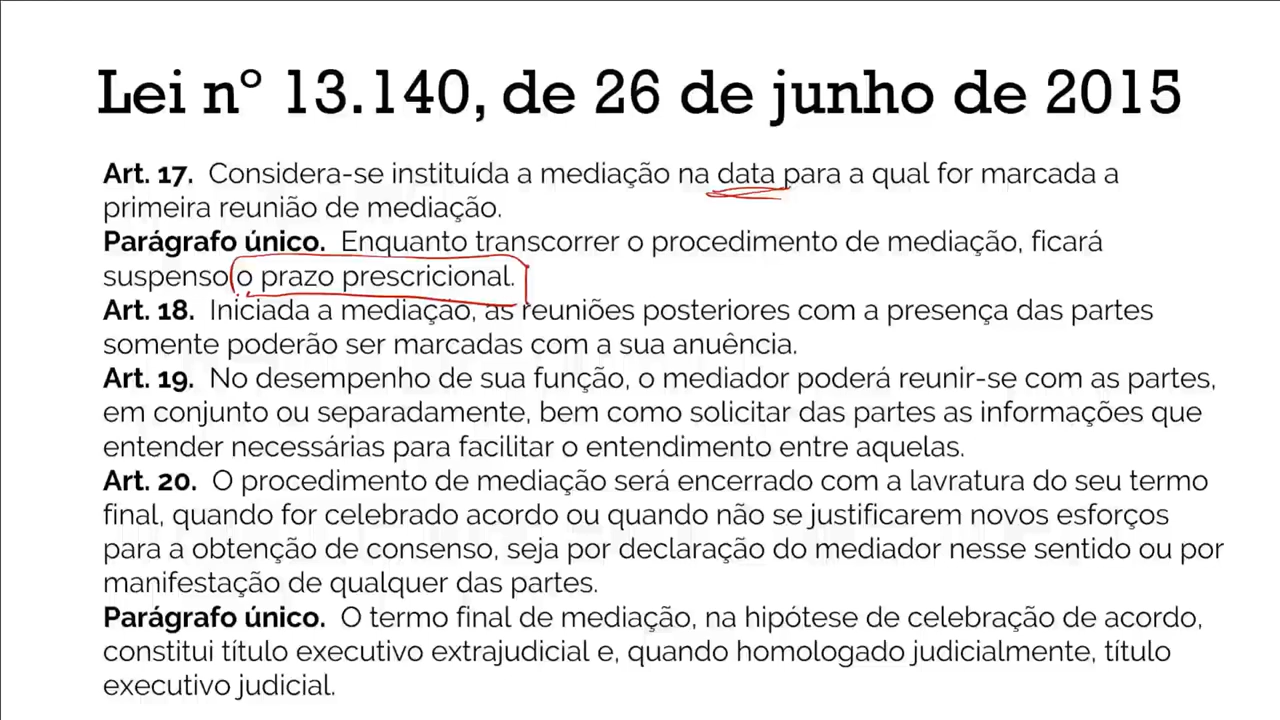 Lei nº 13.140, de 26 de junho de 2015
Art. 17. Considera-se instituída a mediação na data para a qual for marcada a
primeira reunião de mediação.
Parágrafo único. Enquanto transcorrer o procedimento de mediação, ficará
suspenso o prazo prescricional.
Art. 18. Iniciada a mediação, as reuniões posteriores com a presença das partes
somente poderão ser marcadas com a sua anuência.
Art. 19. No desempenho de sua função, o mediador poderá reunir-se com as partes,
em conjunto ou separadamente, bem como solicitar das partes as informações que
entender necessárias para facilitar o entendimento entre aquelas.
Art. 20. O procedimento de mediação será encerrado com a lavratura do seu termo
final, quando for celebrado acordo ou quando não se justificarem novos esforços
para a obtenção de consenso, seja por declaração do mediador nesse sentido ou por
manifestação de qualquer das partes.
Parágrafo único. O termo final de mediação, na hipótese de celebração de acordo,
constitui título executivo extrajudicial e, quando homologado judicialmente, título
executivo judicial.